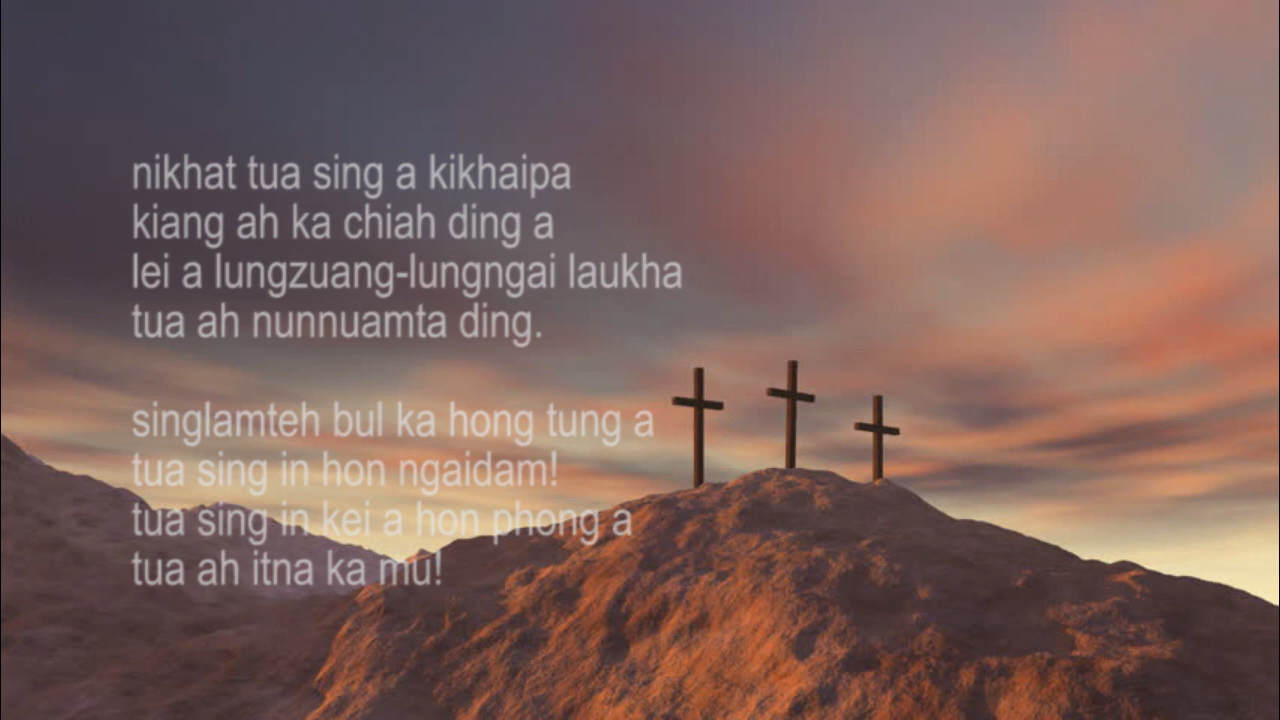 nikhat tua sing a kikhaipa
kiang ah ka chiah ding a
lei a lungzuang-lungngai laukha
tua ah nunnuamta ding.
singlamteh bul ka hong tung a
tua sing in hon ngaidam!
tua sing in kei a hon phong a
tua ah itna ka mu!